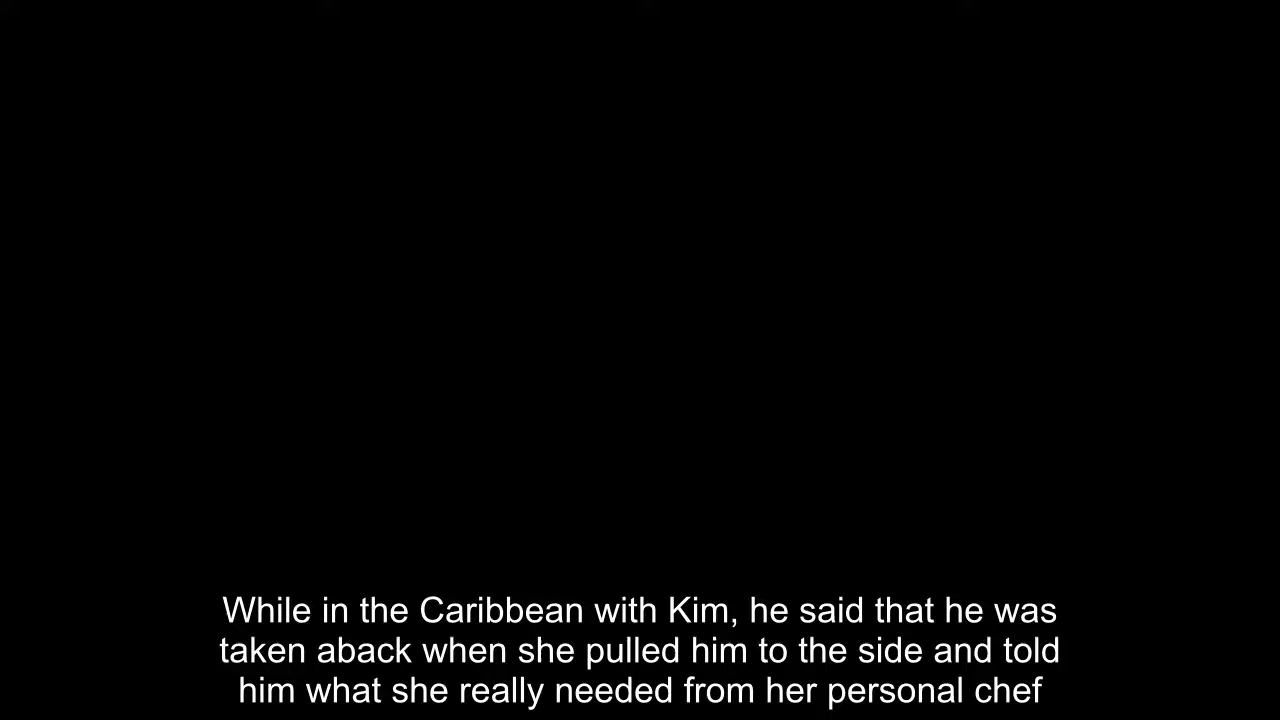 While in the Caribbean with Kim, he said that he was
taken aback when she pulled him to the side and told
him what she really needed from her personal chef